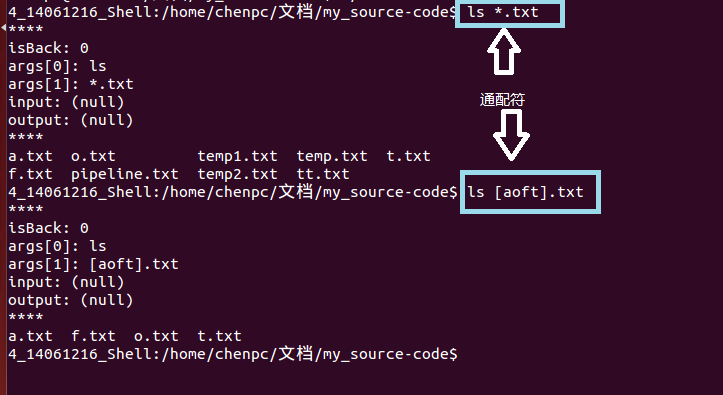 4_14061216_Shell:/home/chenpc/文档/my_source-code$ ls *.txt
****
isBack: 0
args[0]: ls
args[1]: *.txt
input: (null)
通配符
output: (null)
****
a.txt  o.txt         temp1.txt  temp.txt  t.txt
f.txt  pipeline.txt  temp2.txt  tt.txt
4_14061216_Shell:/home/chenpc/文档/my_source-code$ ls [aoft].txt
****
isBack: 0
args[0]: ls
args[1]: [aoft].txt
input: (null)
output: (null)
****
a.txt  f.txt  o.txt  t.txt
4_14061216_Shell:/home/chenpc/文档/my_source-code$